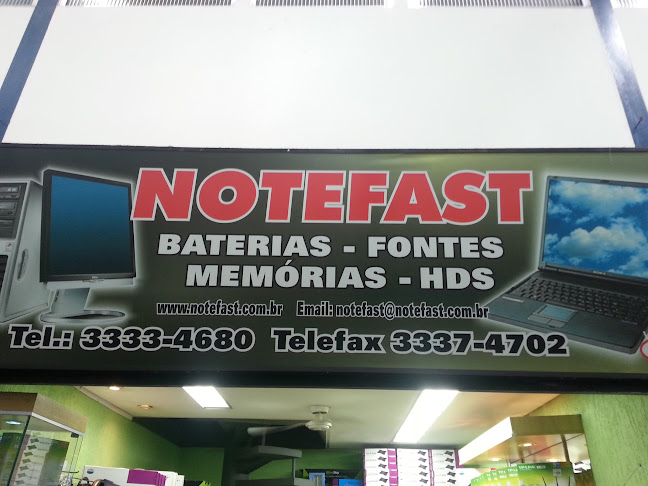 NOTEFAST
BATERIAS - FONTES
MEMÓRIAS - HDS
www.notefast.com.br Email: notefast@notefast.com.br
Tel.: 3333-4680 Telefax 3337-4702